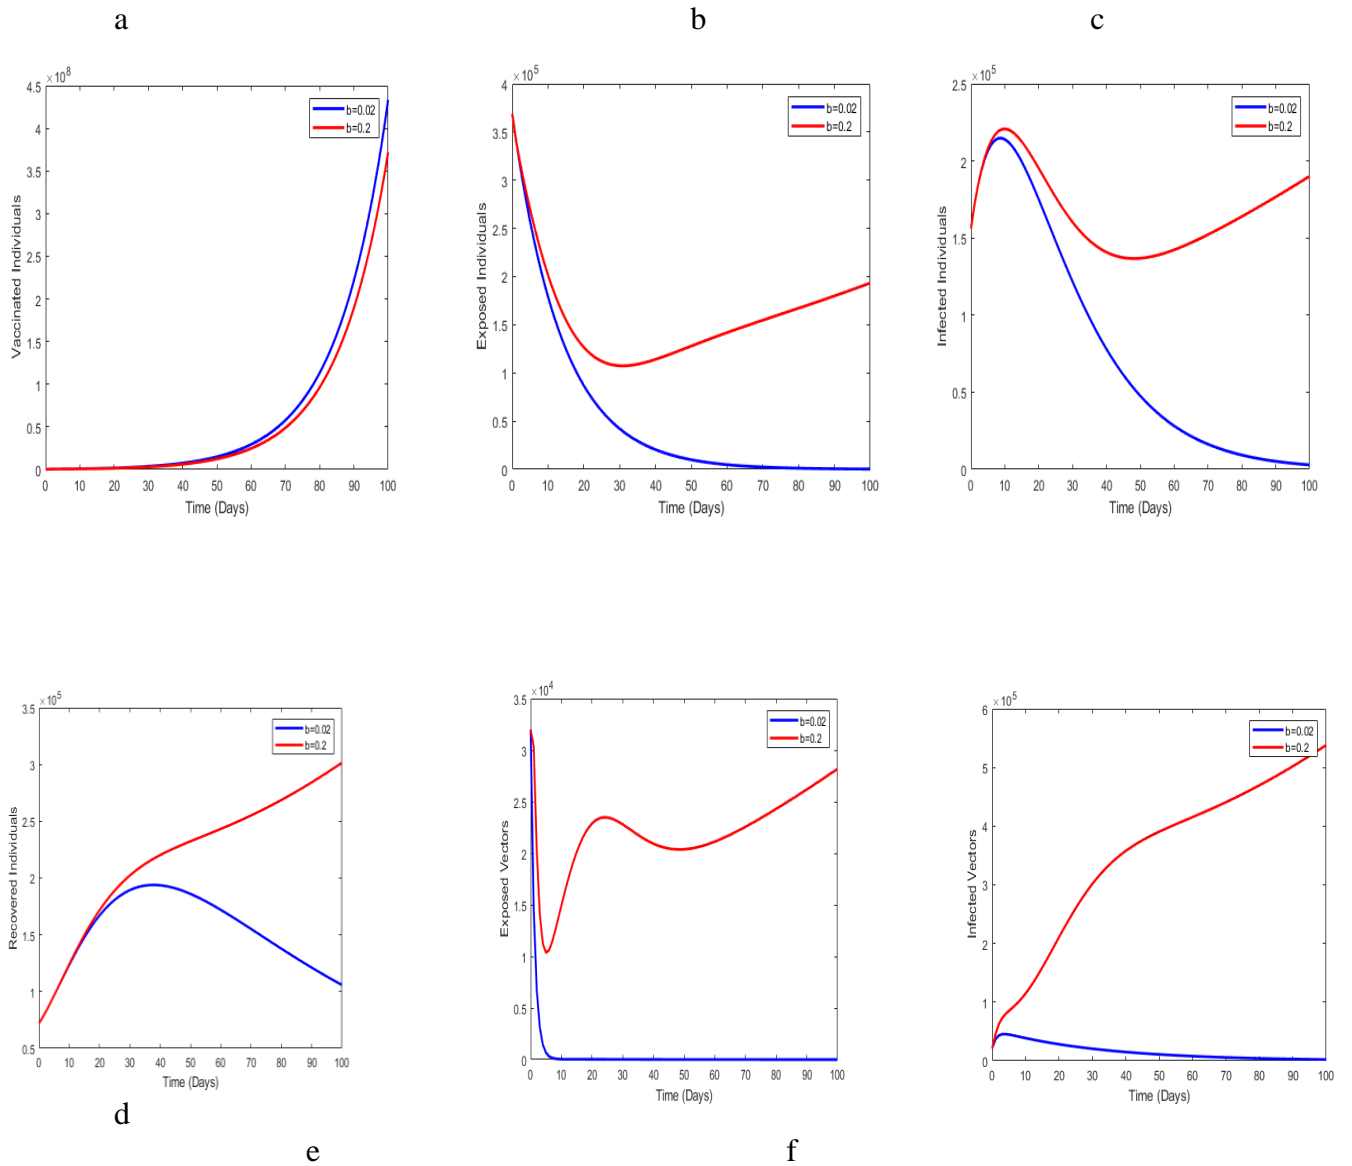 a b c
×10^8
4.5
4
3.5
3
2.5
2
1.5
1
0.5
0
Vaccinated Individuals
b=0.02
b=0.2
0 10 20 30 40 50 60 70 80 90 100
Time (Days)
×10^5
4
3.5
3
2.5
2
1.5
1
0.5
0
Exposed Individuals
b=0.02
b=0.2
0 10 20 30 40 50 60 70 80 90 100
Time (Days)
×10^5
2.5
2
1.5
1
0.5
0
Infected Individuals
b=0.02
b=0.2
0 10 20 30 40 50 60 70 80 90 100
Time (Days)
×10^5
3.5
3
2.5
2
1.5
1
0.5
Recovered Individuals
b=0.02
b=0.2
0 10 20 30 40 50 60 70 80 90 100
Time (Days)
×10^4
3.5
3
2.5
2
1.5
1
0.5
0
Exposed Vectors
b=0.02
b=0.2
0 10 20 30 40 50 60 70 80 90 100
Time (Days)
×10^5
6
5
4
3
2
1
0
Infected Vectors
b=0.02
b=0.2
0 10 20 30 40 50 60 70 80 90 100
Time (Days)
d
e f